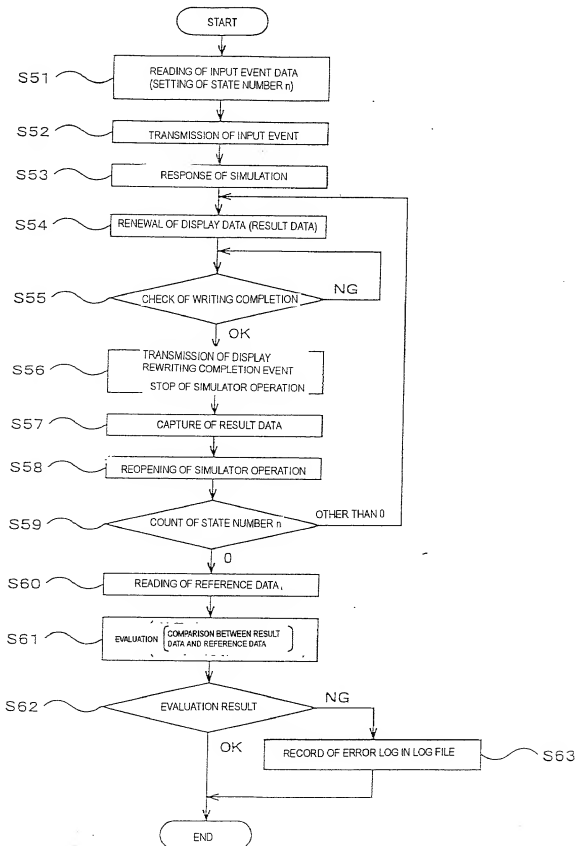 START
S51
READING OF INPUT EVENT DATA
(SETTING OF STATE NUMBER n)
S52
TRANSMISSION OF INPUT EVENT
S53
RESPONSE OF SIMULATION
S54
RENEWAL OF DISPLAY DATA (RESULT DATA)
S55
CHECK OF WRITING COMPLETION
NG
OK
S56
TRANSMISSION OF DISPLAY
REWRITING COMPLETION EVENT
STOP OF SIMULATOR OPERATION
S57
CAPTURE OF RESULT DATA
S58
REOPENING OF SIMULATOR OPERATION
S59
COUNT OF STATE NUMBER n
OTHER THAN 0
0
S60
READING OF REFERENCE DATA
S61
EVALUATION
COMPARISON BETWEEN RESULT
DATA AND REFERENCE DATA
S62
EVALUATION RESULT
NG
OK
RECORD OF ERROR LOG IN LOG FILE
S63
END